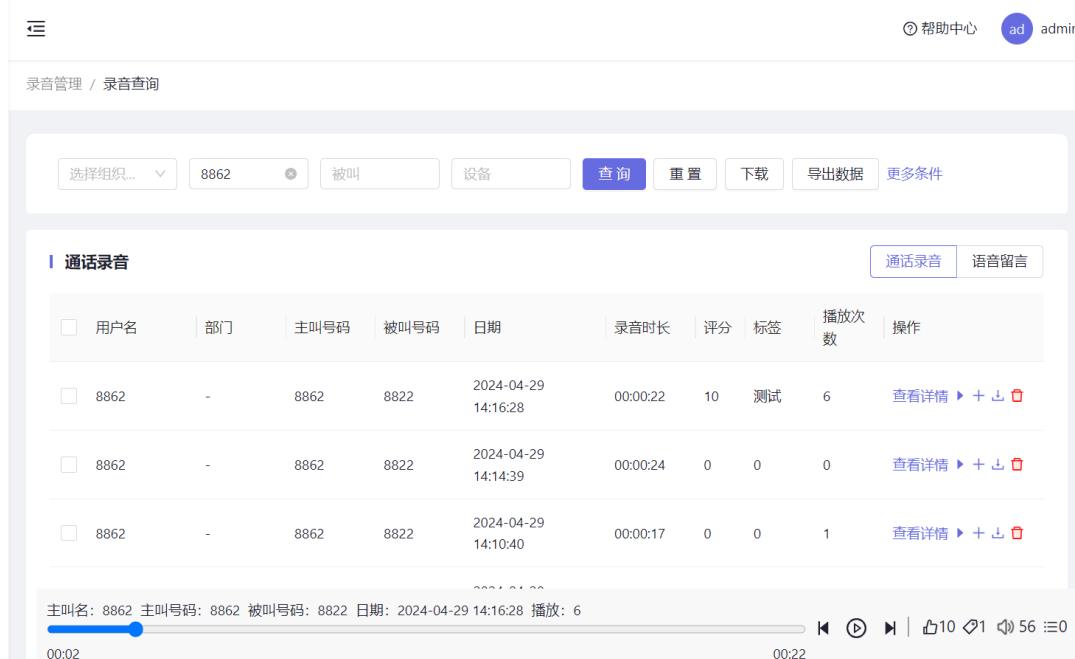 帮助中心 ad admin
录音管理 / 录音查询
选择组织... 8862 被叫 设备 查 询 重 置 下载 导出数据 更多条件
通话录音 通话录音 语音留言
用户名 部门 主叫号码 被叫号码 日期 录音时长 评分 标签 播放次数 操作
8862 - 8862 8822 2024-04-29 14:16:28 00:00:22 10 测试 6 查看详情
8862 - 8862 8822 2024-04-29 14:14:39 00:00:24 0 0 0 查看详情
8862 - 8862 8822 2024-04-29 14:10:40 00:00:17 0 0 1 查看详情
主叫名：8862 主叫号码：8862 被叫号码：8822 日期：2024-04-29 14:16:28 播放：6
10 1 56 0
00:02 00:22